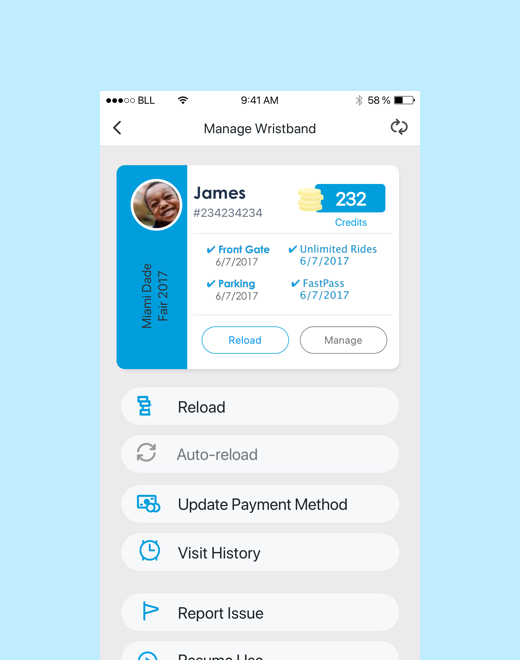 BLL 9:41 AM 58 %
Manage Wristband
James
#234234234
232
Credits
Front Gate
6/7/2017
Unlimited Rides
6/7/2017
Parking
6/7/2017
FastPass
6/7/2017
Miami Dade
Fair 2017
Reload
Manage
Reload
Auto-reload
Update Payment Method
Visit History
Report Issue